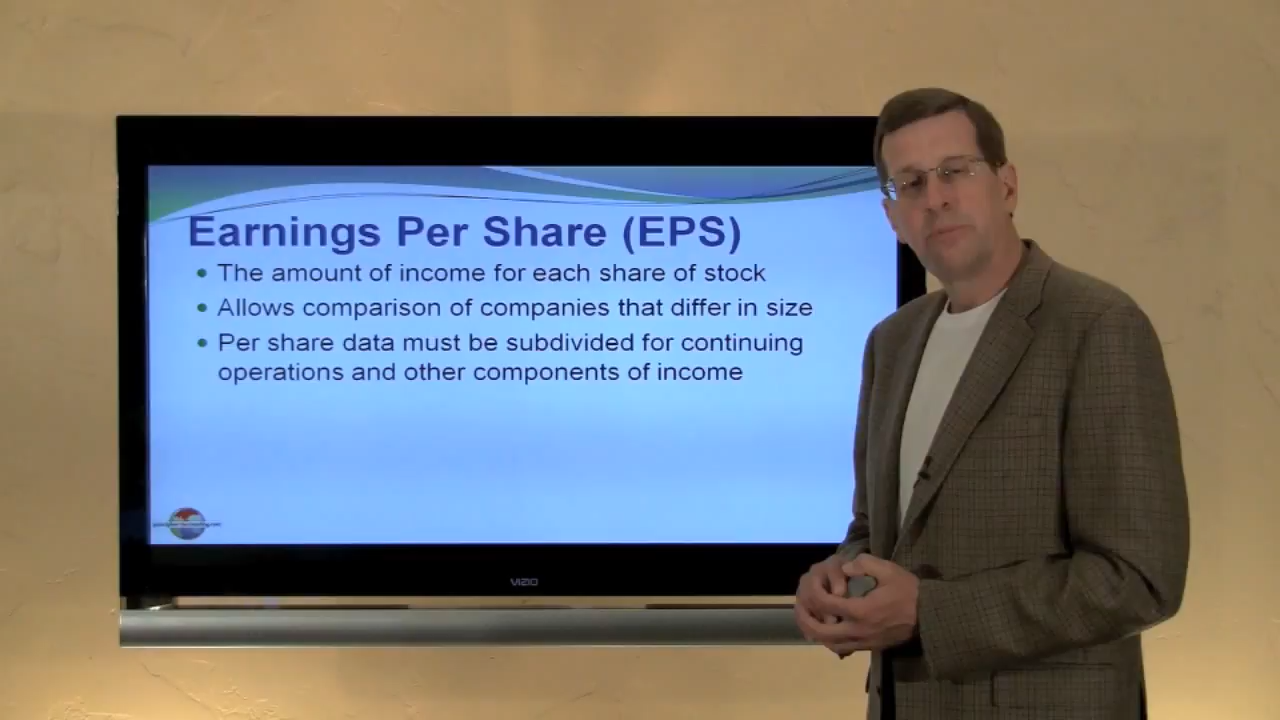 Earnings Per Share (EPS)
• The amount of income for each share of stock
• Allows comparison of companies that differ in size
• Per share data must be subdivided for continuing
operations and other components of income
VIZIO